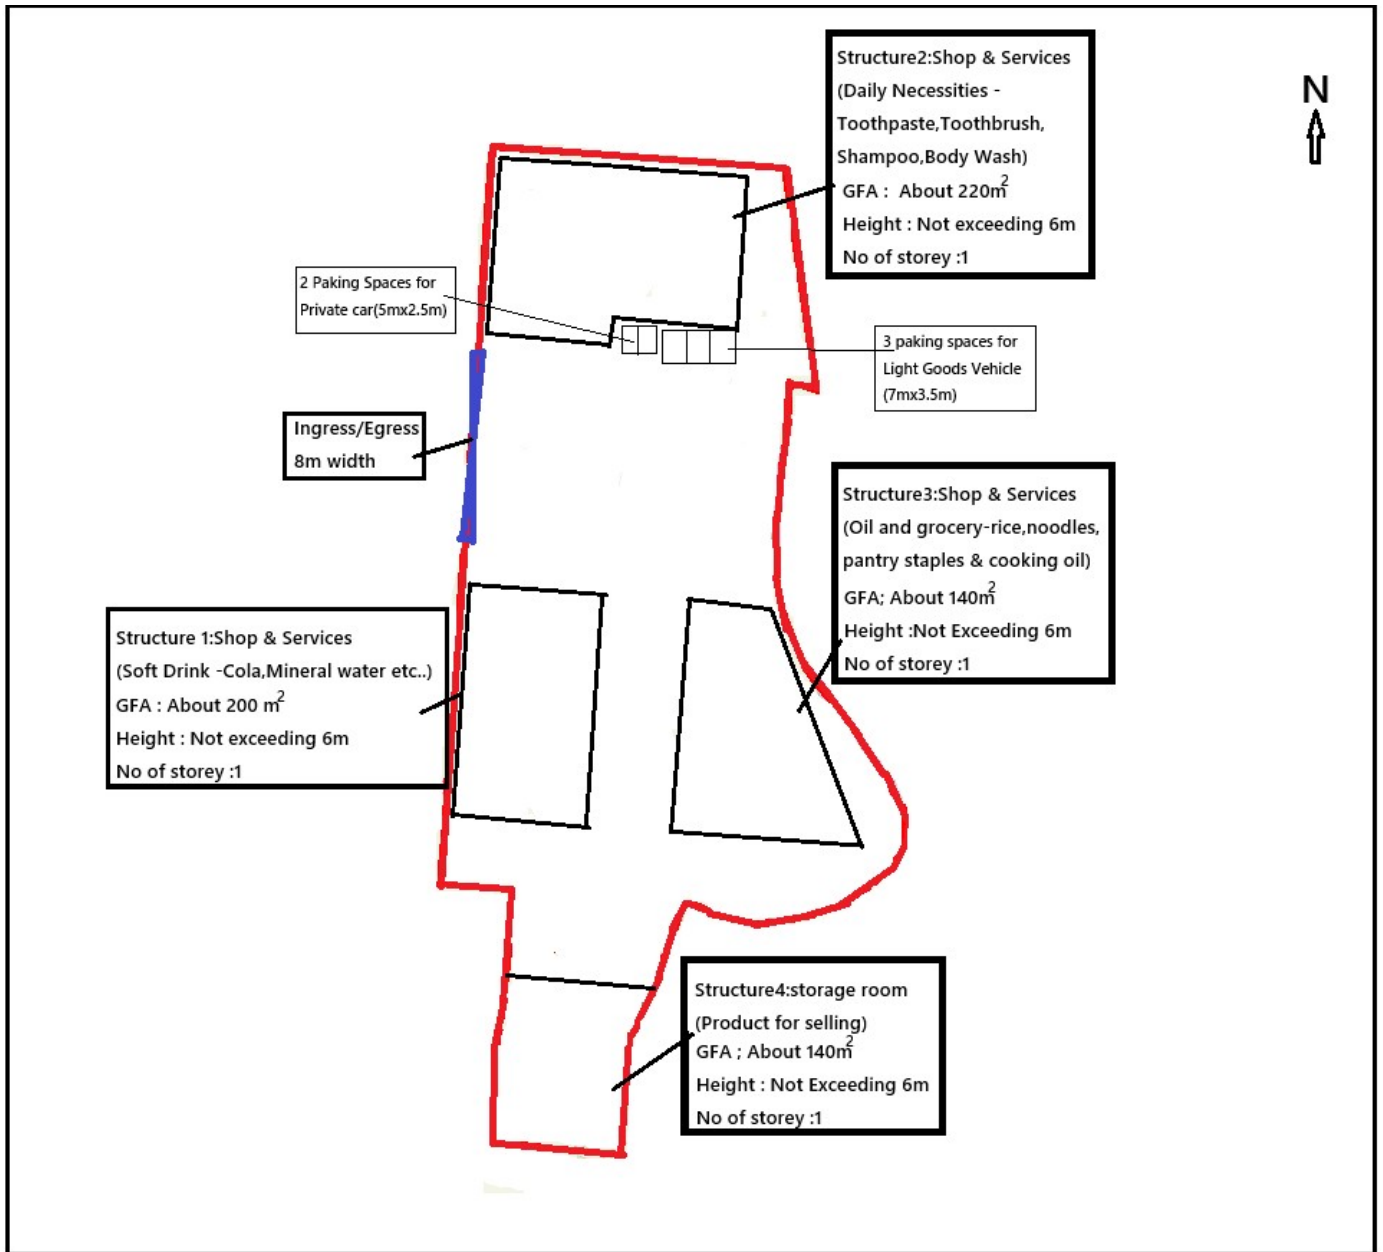 Structure2:Shop & Services
(Daily Necessities -
Toothpaste,Toothbrush,
Shampoo,Body Wash)
GFA : About 220m²
Height : Not exceeding 6m
No of storey :1
N
2 Paking Spaces for
Private car(5mx2.5m)
3 paking spaces for
Light Goods Vehicle
(7mx3.5m)
Ingress/Egress
8m width
Structure3:Shop & Services
(Oil and grocery-rice,noodles,
pantry staples & cooking oil)
GFA; About 140m²
Height :Not Exceeding 6m
No of storey :1
Structure 1:Shop & Services
(Soft Drink -Cola,Mineral water etc..)
GFA : About 200 m²
Height : Not exceeding 6m
No of storey :1
Structure4:storage room
(Product for selling)
GFA ; About 140m²
Height : Not Exceeding 6m
No of storey :1